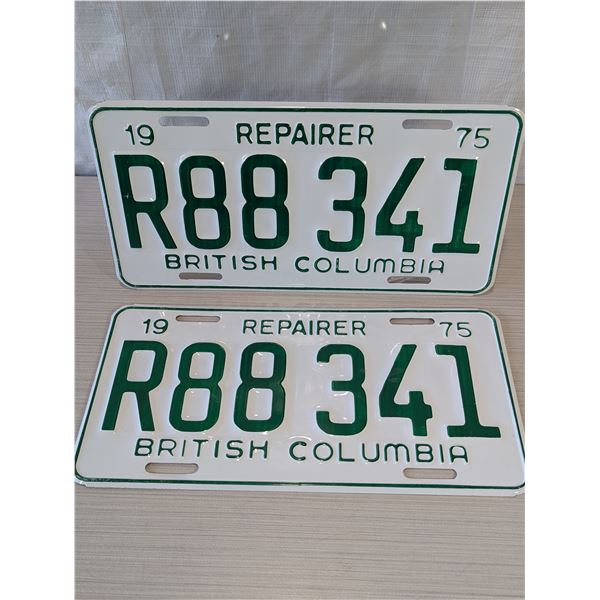 19 REPAIRER 75
R88 341
BRITISH COLUMBIA
19 REPAIRER 75
R88 341
BRITISH COLUMBIA